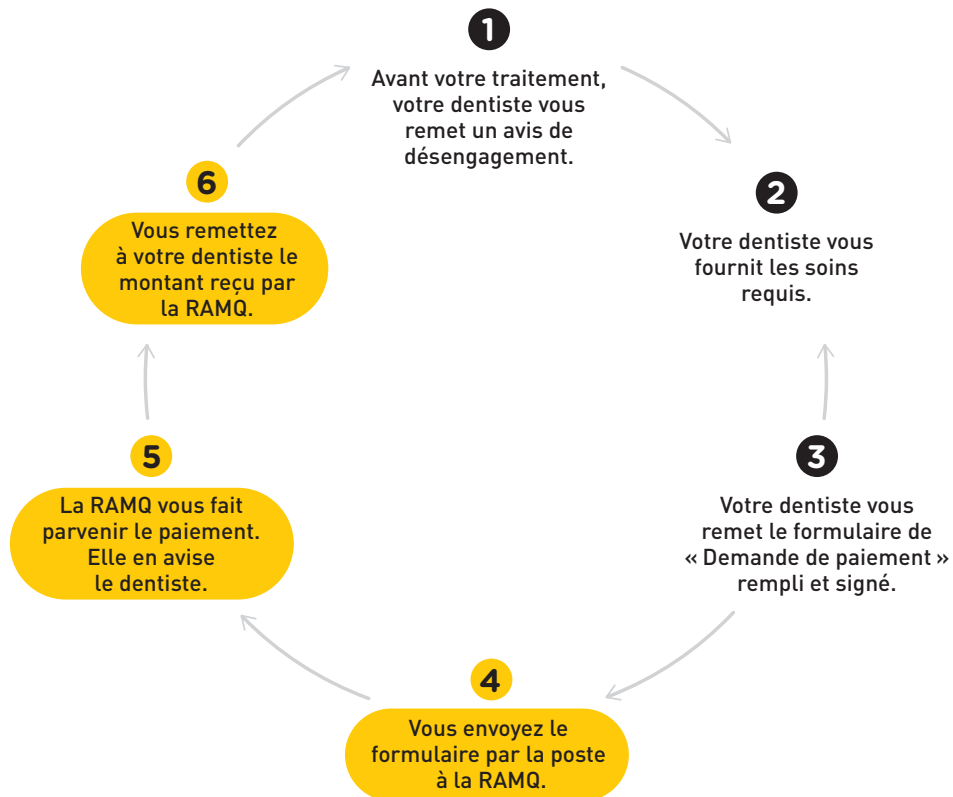 1
Avant votre traitement,
votre dentiste vous
remet un avis de
désengagement.
2
Votre dentiste vous
fournit les soins
requis.
3
Votre dentiste vous
remet le formulaire de
« Demande de paiement »
rempli et signé.
4
Vous envoyez le
formulaire par la poste
à la RAMQ.
5
La RAMQ vous fait
parvenir le paiement.
Elle en avise
le dentiste.
6
Vous remettez
à votre dentiste le
montant reçu par
la RAMQ.